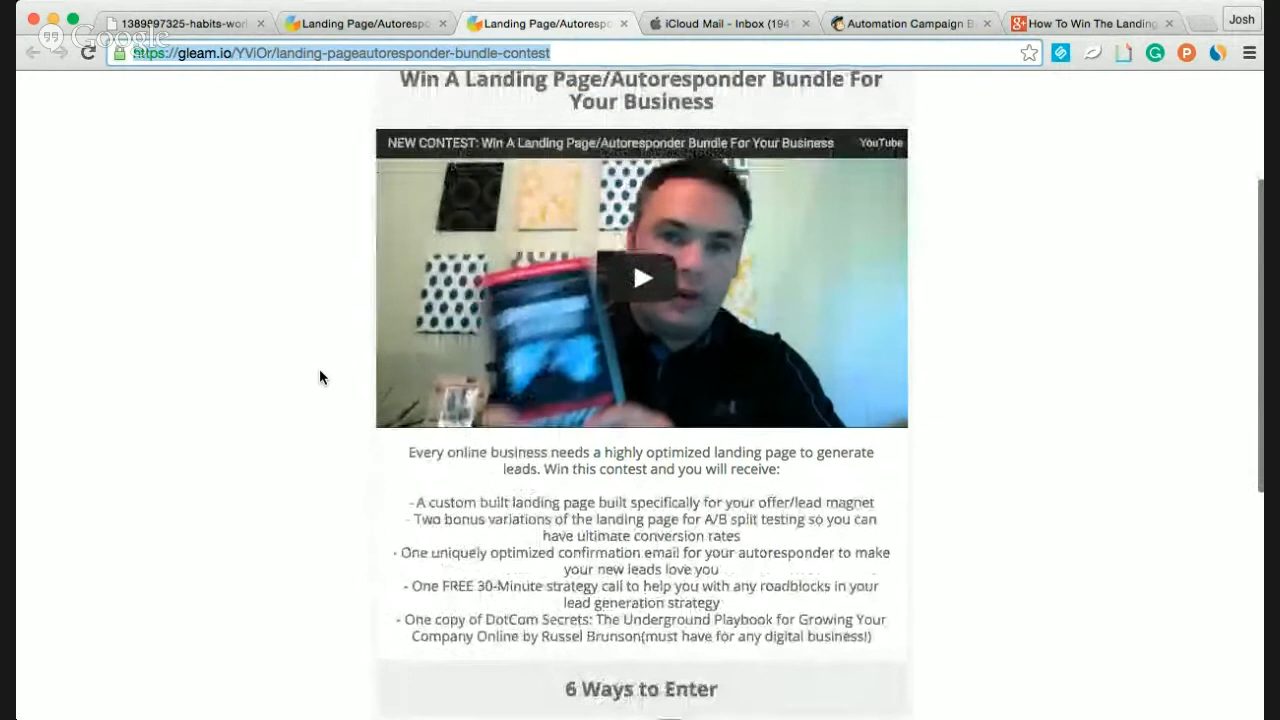 1389897325-habits-worl
Landing Page/Autorespo
Landing Page/Autorespo
iCloud Mail - Inbox (194
Automation Campaign B
How To Win The Landing
Josh
Google
https://gleam.io/YViOr/landing-pageautoresponder-bundle-contest
Win A Landing Page/Autoresponder Bundle For
Your Business
NEW CONTEST: Win A Landing Page/Autoresponder Bundle For Your Business
YouTube
Every online business needs a highly optimized landing page to generate
leads. Win this contest and you will receive:
- A custom built landing page built specifically for your offer/lead magnet
- Two bonus variations of the landing page for A/B split testing so you can
have ultimate conversion rates
- One uniquely optimized confirmation email for your autoresponder to make
your new leads love you
- One FREE 30-Minute strategy call to help you with any roadblocks in your
lead generation strategy
- One copy of DotCom Secrets: The Underground Playbook for Growing Your
Company Online by Russel Brunson(must have for any digital business!)
6 Ways to Enter